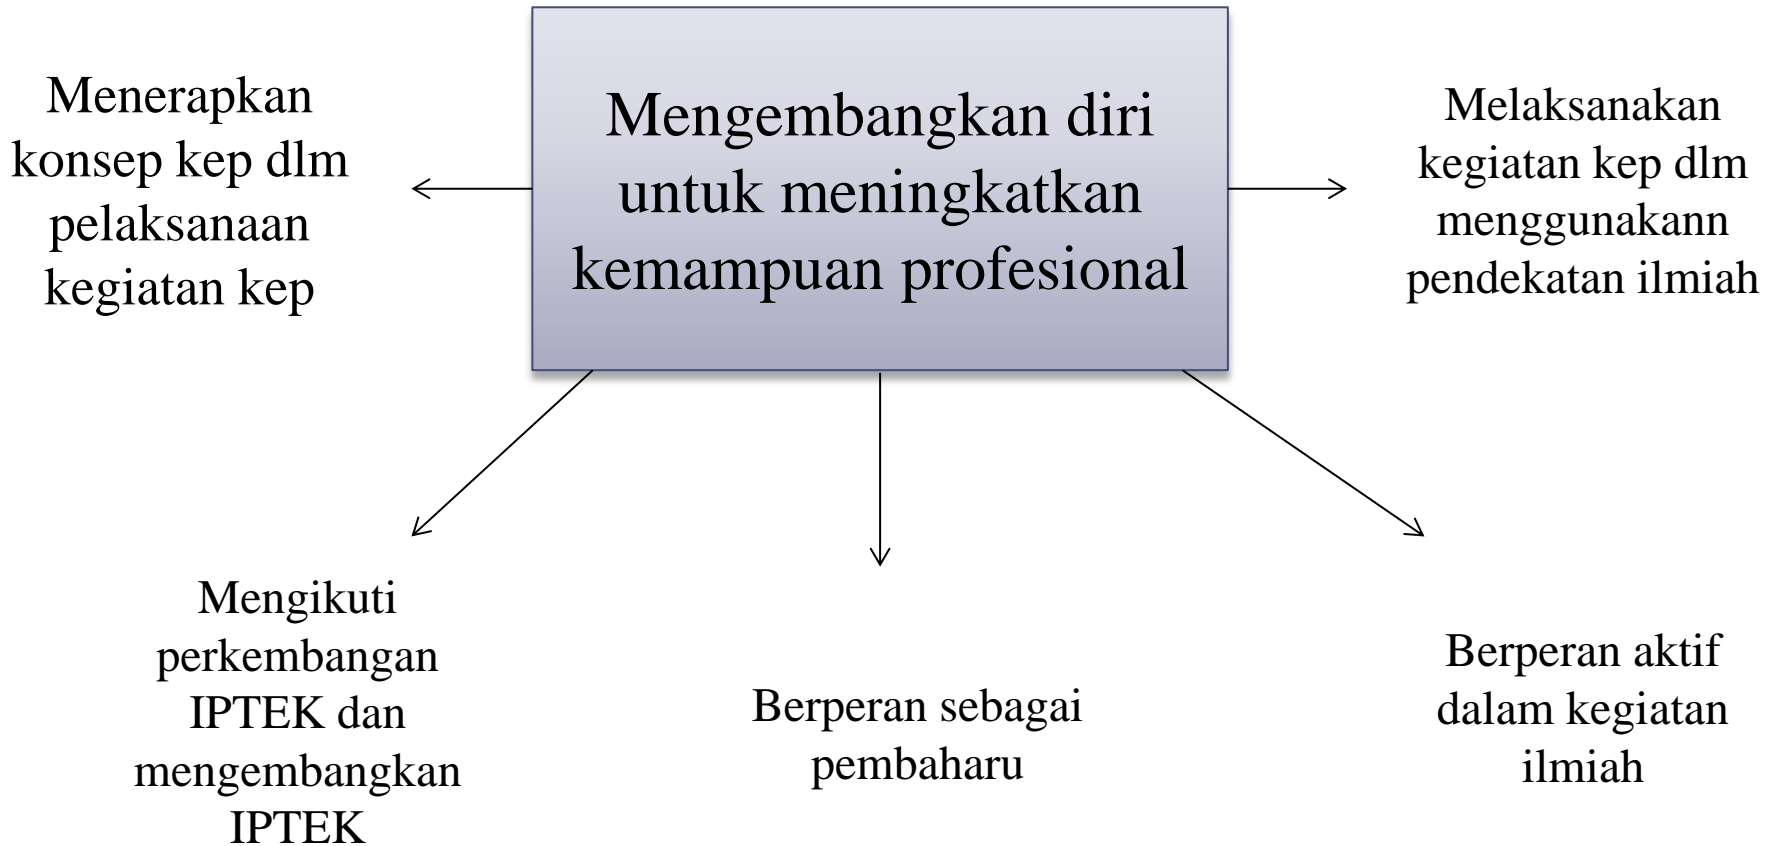 Mengembangkan diri
untuk meningkatkan
kemampuan profesional
Menerapkan
konsep kep dlm
pelaksanaan
kegiatan kep
Melaksanakan
kegiatan kep dlm
menggunakann
pendekatan ilmiah
Mengikuti
perkembangan
IPTEK dan
mengembangkan
IPTEK
Berperan sebagai
pembaharu
Berperan aktif
dalam kegiatan
ilmiah